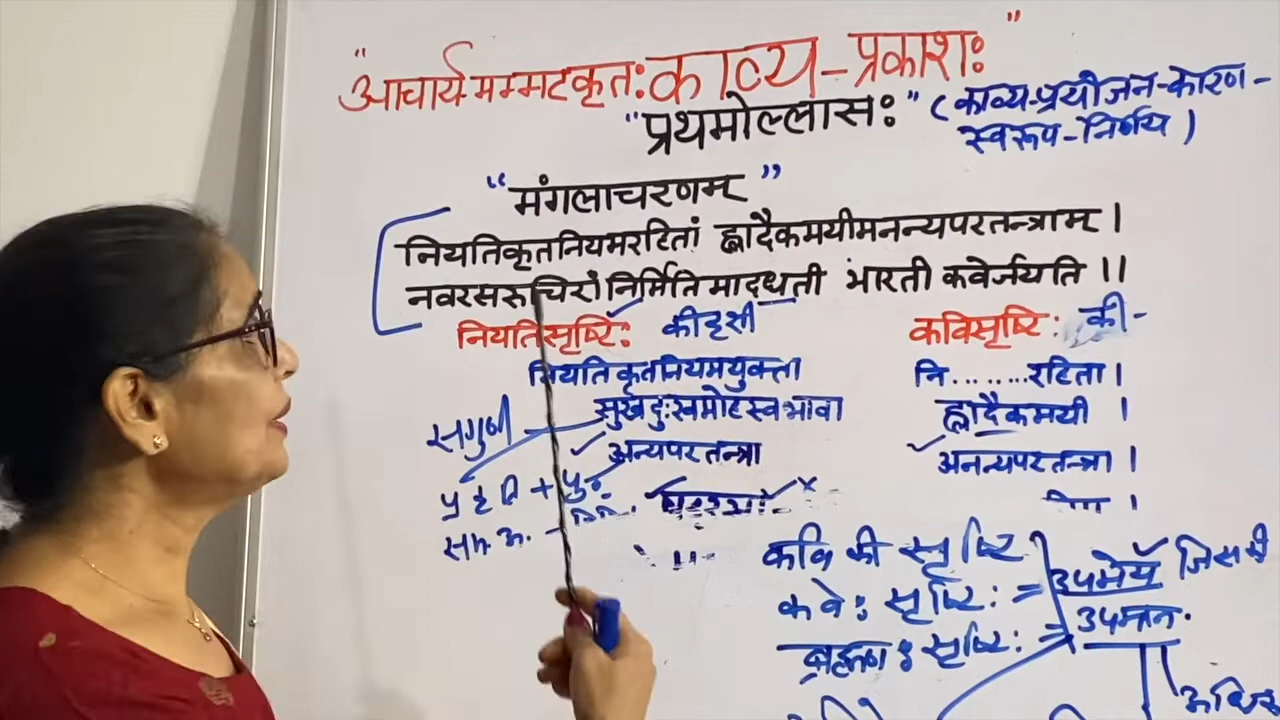 "आचार्यमम्मटकृतः काव्य-प्रकाशः"
"प्रथमोल्लासः" (काव्य-प्रयोजन-कारण-
स्वरूप-निर्णय)
"मंगलाचरणम्"
नियतिकृतनियमरहितां ह्लादैकमयीमनन्यपरतन्त्राम् ।
नवरसरुचिरां निर्मितिमादधती भारती कवेर्जयति ।।
नियतिसृष्टिः कीदृशी
कविसृष्टिः की-
नियतिकृतनियमयुक्ता
नि........रहिता ।
सुखदुःखमोहस्वभावा
ह्लादैकमयी ।
अन्यपरतन्त्रा
अनन्यपरतन्त्रा ।
कवि की सृष्टि
कवेः सृष्टिः = उपमेय जिसमें
ब्रह्मणः सृष्टिः = उपमान.